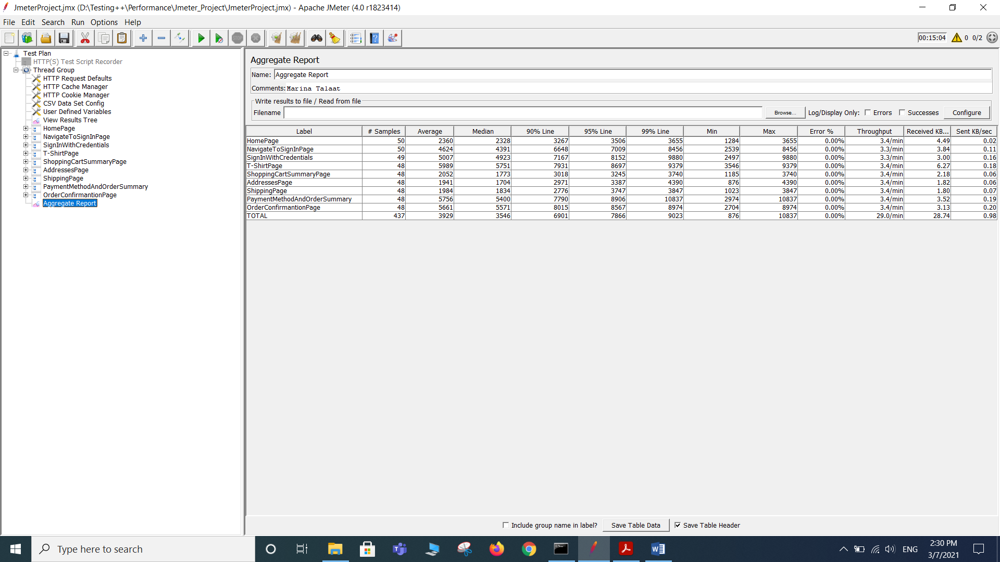 JmeterProject.jmx (D:\Testing++\Performance\Jmeter_Project\JmeterProject.jmx) - Apache JMeter (4.0 r1823414)
File Edit Search Run Options Help
STOP
00:15:04 0 0/2
Test Plan
HTTP(S) Test Script Recorder
Thread Group
HTTP Request Defaults
HTTP Cache Manager
HTTP Cookie Manager
CSV Data Set Config
User Defined Variables
View Results Tree
HomePage
NavigateToSignInPage
SignInWithCredentials
T-ShirtPage
ShoppingCartSummaryPage
AddressesPage
ShippingPage
PaymentMethodAndOrderSummary
OrderConfirmantionPage
Aggregate Report
Aggregate Report
Name: Aggregate Report
Comments: Marina Talaat
Write results to file / Read from file
Filename Browse... Log/Display Only: Errors Successes Configure
Label # Samples Average Median 90% Line 95% Line 99% Line Min Max Error % Throughput Received KB... Sent KB/sec
HomePage 50 2360 2328 3267 3506 3655 1284 3655 0.00% 3.4/min 4.49 0.02
NavigateToSignInPage 50 4624 4391 6648 7009 8456 2539 8456 0.00% 3.3/min 3.84 0.11
SignInWithCredentials 49 5007 4923 7167 8152 9880 2497 9880 0.00% 3.3/min 3.00 0.16
T-ShirtPage 48 5989 5751 7931 8697 9379 3546 9379 0.00% 3.4/min 6.27 0.18
ShoppingCartSummaryPage 48 2052 1773 3018 3245 3740 1185 3740 0.00% 3.4/min 2.18 0.06
AddressesPage 48 1941 1704 2971 3387 4390 876 4390 0.00% 3.4/min 1.82 0.06
ShippingPage 48 1984 1834 2776 3747 3847 1023 3847 0.00% 3.4/min 1.80 0.07
PaymentMethodAndOrderSummary 48 5756 5400 7790 8906 10837 2974 10837 0.00% 3.4/min 3.52 0.19
OrderConfirmantionPage 48 5661 5571 8015 8567 8974 2704 8974 0.00% 3.4/min 3.13 0.20
TOTAL 437 3929 3546 6901 7866 9023 876 10837 0.00% 29.0/min 28.74 0.98
Include group name in label? Save Table Data Save Table Header
Type here to search
ENG
2:30 PM
3/7/2021